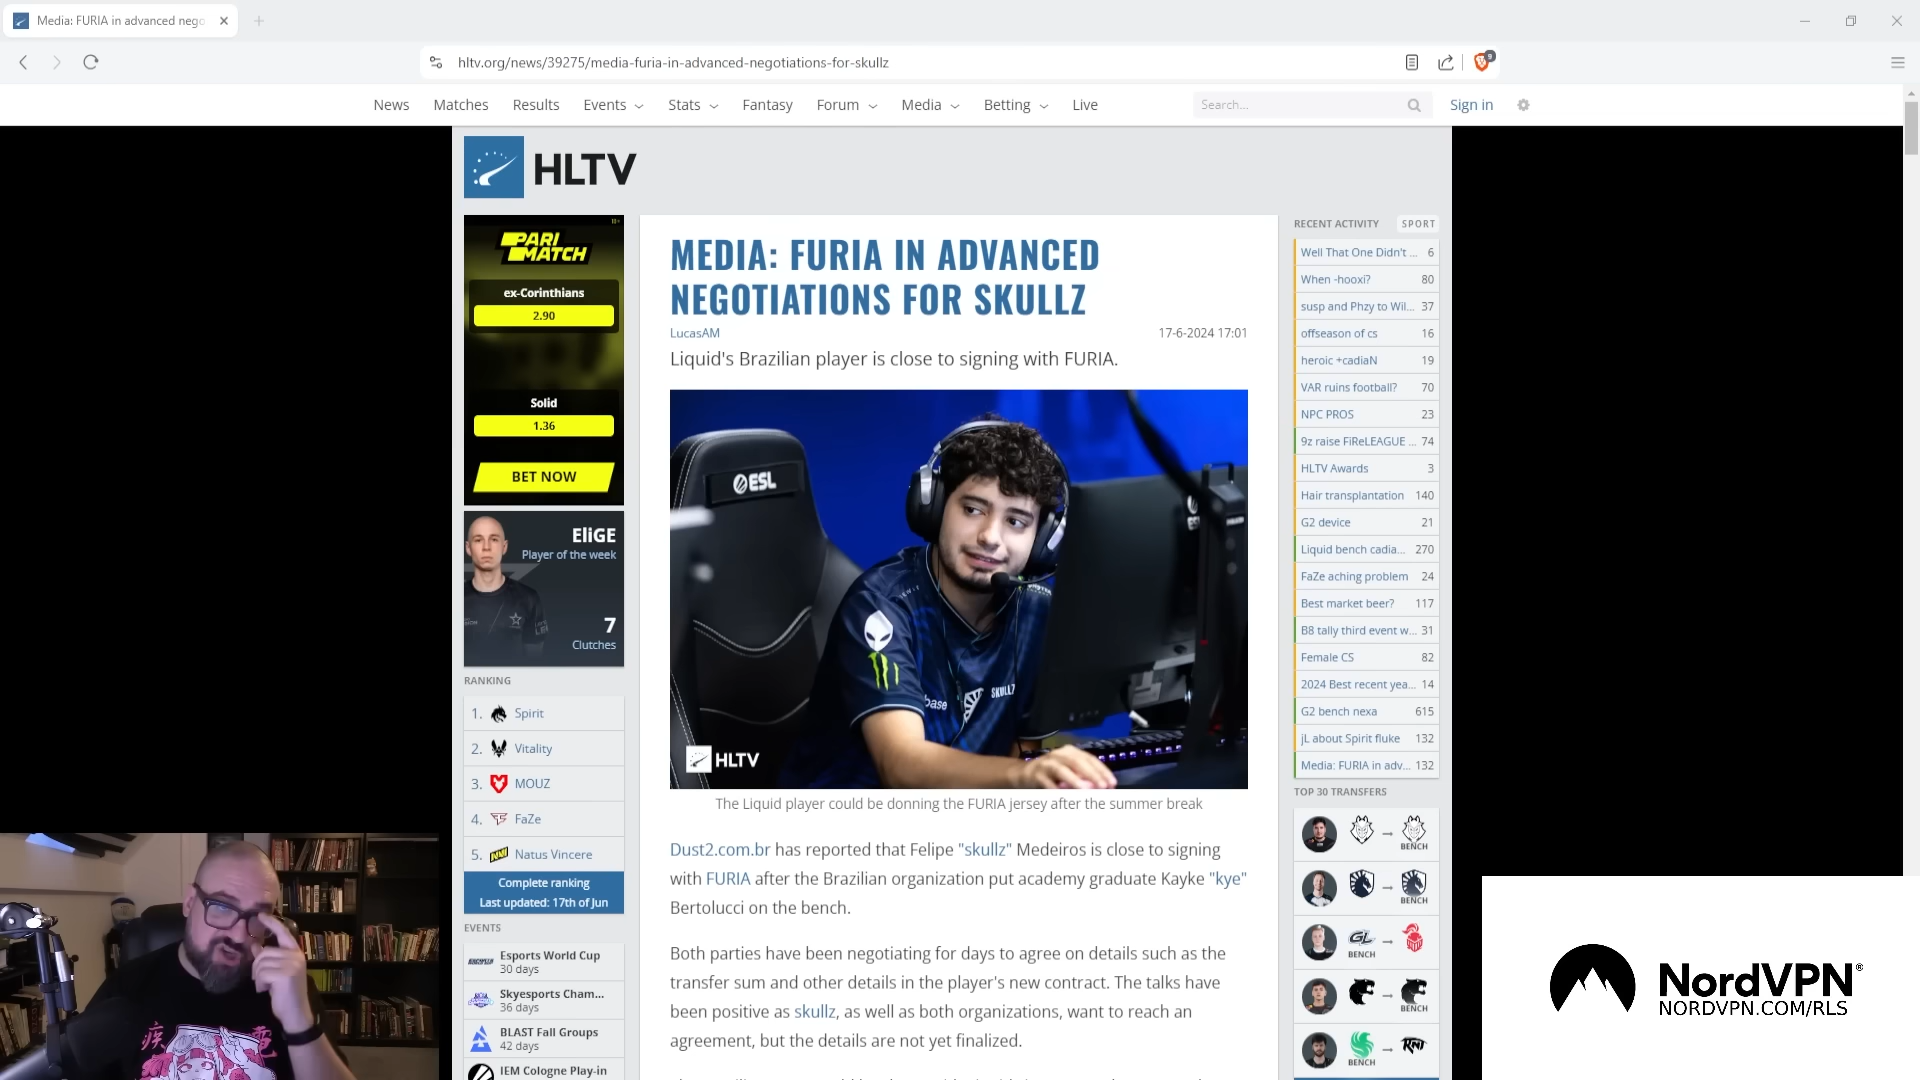 Media: FURIA in advanced nego
hltv.org/news/39275/media-furia-in-advanced-negotiations-for-skullz
9
News Matches Results Events Stats Fantasy Forum Media Betting Live Search... Sign in
HLTV
PARI MATCH
ex-Corinthians
2.90
Solid
1.36
BET NOW
EliGE
Player of the week
7
Clutches
RANKING
1. Spirit
2. Vitality
3. MOUZ
4. FaZe
5. Natus Vincere
Complete ranking
Last updated: 17th of Jun
EVENTS
Esports World Cup
30 days
Skyesports Cham...
36 days
BLAST Fall Groups
42 days
IEM Cologne Play-in
MEDIA: FURIA IN ADVANCED
NEGOTIATIONS FOR SKULLZ
LucasAM 17-6-2024 17:01
Liquid's Brazilian player is close to signing with FURIA.
ESL
SKULLZ
HLTV
The Liquid player could be donning the FURIA jersey after the summer break
Dust2.com.br has reported that Felipe "skullz" Medeiros is close to signing
with FURIA after the Brazilian organization put academy graduate Kayke "kye"
Bertolucci on the bench.
Both parties have been negotiating for days to agree on details such as the
transfer sum and other details in the player's new contract. The talks have
been positive as skullz, as well as both organizations, want to reach an
agreement, but the details are not yet finalized.
RECENT ACTIVITY SPORT
Well That One Didn't ... 6
When -hooxi? 80
susp and Phzy to Wil... 37
offseason of cs 16
heroic +cadiaN 19
VAR ruins football? 70
NPC PROS 23
9z raise FiReLEAGUE ... 74
HLTV Awards 3
Hair transplantation 140
G2 device 21
Liquid bench cadia... 270
FaZe aching problem 24
Best market beer? 117
B8 tally third event w... 31
Female CS 82
2024 Best recent yea... 14
G2 bench nexa 615
jL about Spirit fluke 132
Media: FURIA in adv... 132
TOP 30 TRANSFERS
BENCH
BENCH
GL
BENCH
BENCH
BENCH
NordVPN®
NORDVPN.COM/RLS